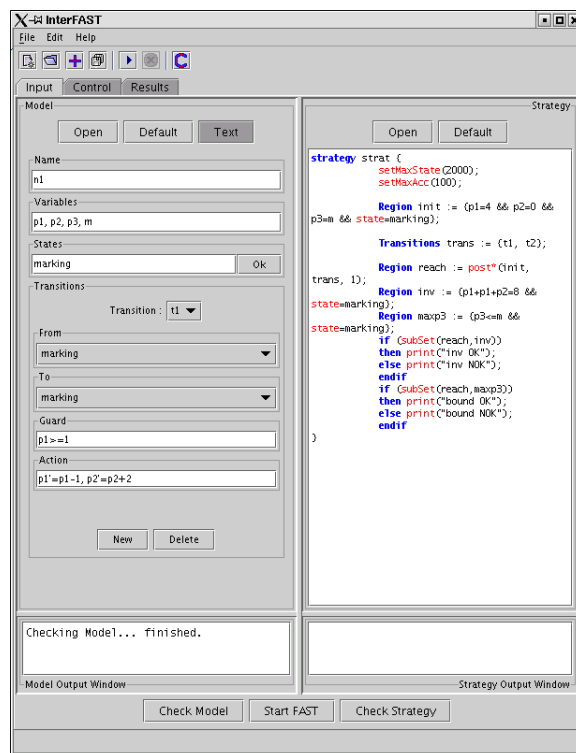 InterFAST
File Edit Help
C
Input Control Results
Model
Open Default Text
Name
n1
Variables
p1, p2, p3, m
States
marking Ok
Transitions
Transition : t1
From
marking
To
marking
Guard
p1>=1
Action
p1'=p1-1, p2'=p2+2
New Delete
Strategy
Open Default
strategy strat {
setMaxState(2000);
setMaxAcc(100);
Region init := {p1=4 && p2=0 &&
p3=m && state=marking};
Transitions trans := {t1, t2};
Region reach := post*(init,
trans, 1);
Region inv := {p1+p1+p2=8 &&
state=marking};
Region maxp3 := {p3<=m &&
state=marking};
if (subSet(reach,inv))
then print("inv OK");
else print("inv NOK");
endif
if (subSet(reach,maxp3))
then print("bound OK");
else print("bound NOK");
endif
}
Checking Model... finished.
Model Output Window
Strategy Output Window
Check Model Start FAST Check Strategy